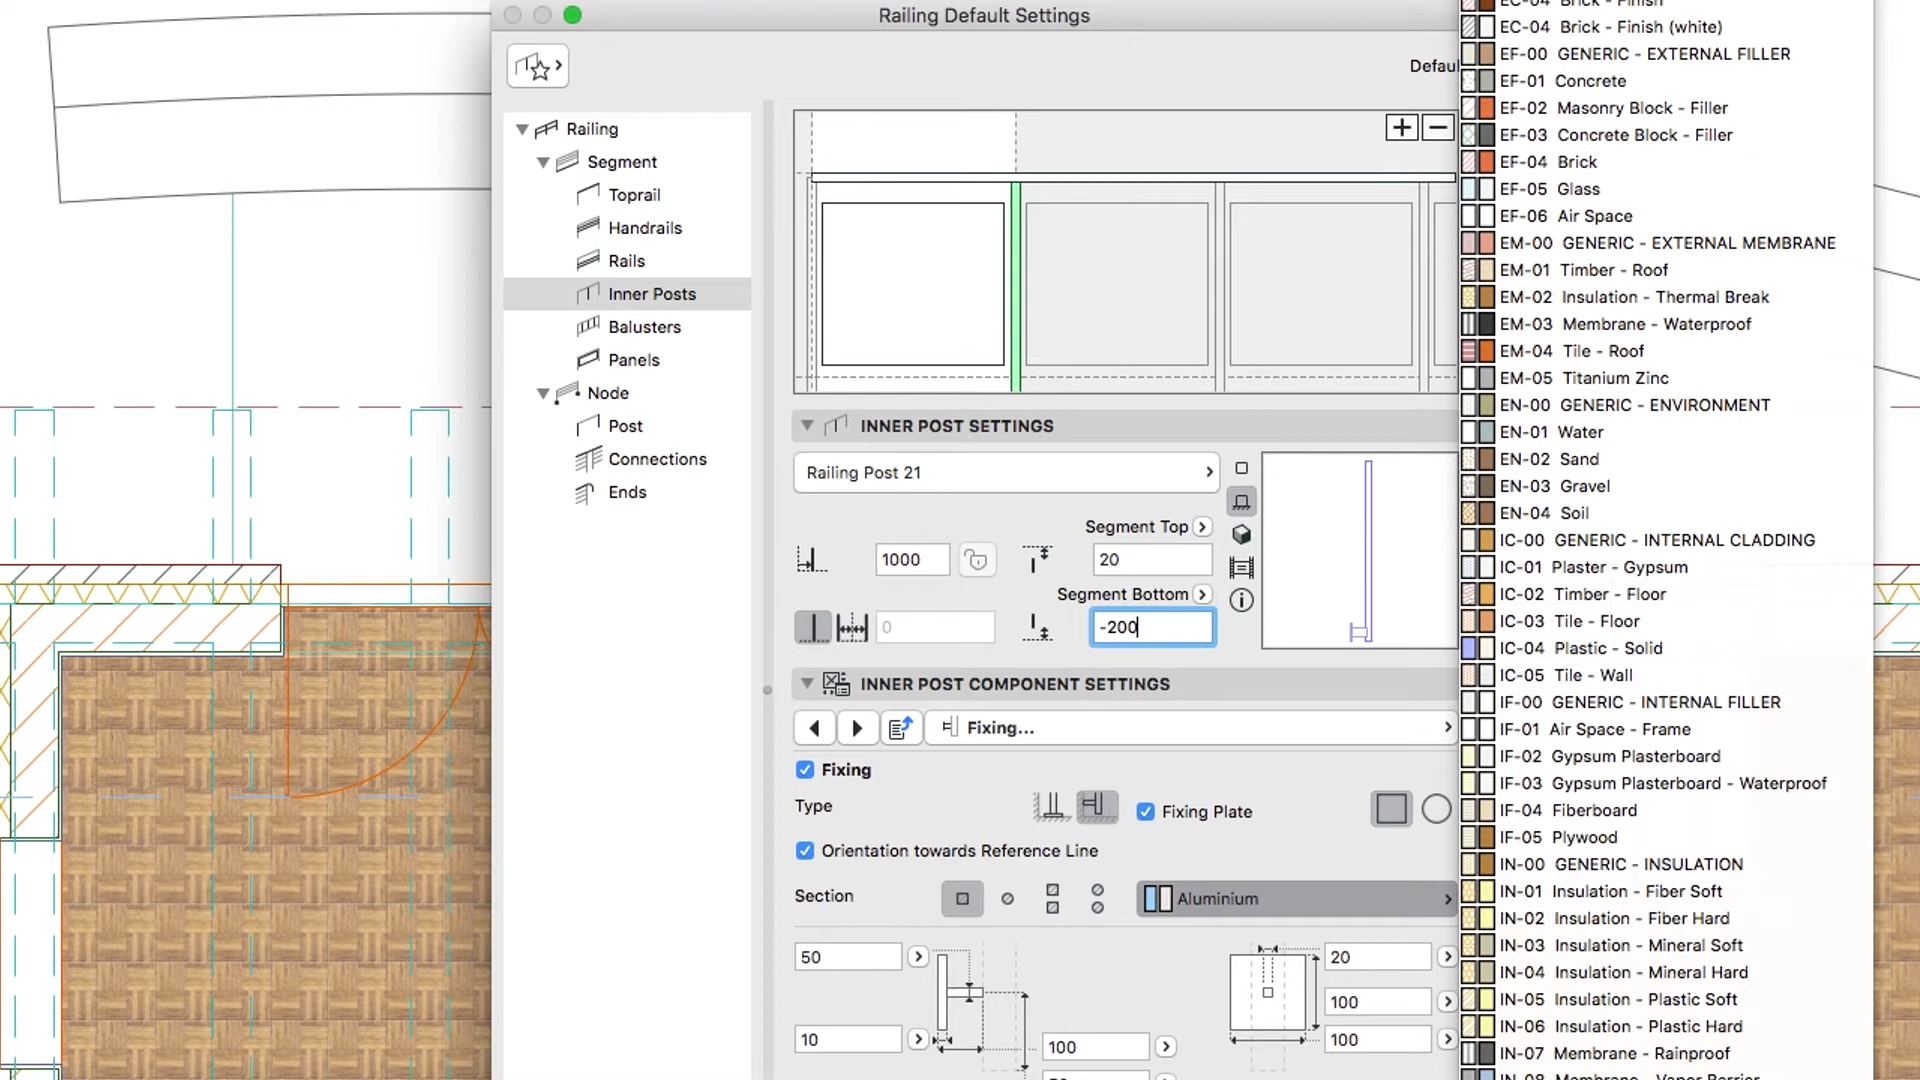 Railing Default Settings
Defau
Railing
Segment
Toprail
Handrails
Rails
Inner Posts
Balusters
Panels
Node
Post
Connections
Ends
INNER POST SETTINGS
Railing Post 21
Segment Top
1000
20
Segment Bottom
0
-200
INNER POST COMPONENT SETTINGS
Fixing...
Fixing
Type
Fixing Plate
Orientation towards Reference Line
Section
Aluminium
50
20
100
10
100
100
EC-04 Brick - Finish
EC-04 Brick - Finish (white)
EF-00 GENERIC - EXTERNAL FILLER
EF-01 Concrete
EF-02 Masonry Block - Filler
EF-03 Concrete Block - Filler
EF-04 Brick
EF-05 Glass
EF-06 Air Space
EM-00 GENERIC - EXTERNAL MEMBRANE
EM-01 Timber - Roof
EM-02 Insulation - Thermal Break
EM-03 Membrane - Waterproof
EM-04 Tile - Roof
EM-05 Titanium Zinc
EN-00 GENERIC - ENVIRONMENT
EN-01 Water
EN-02 Sand
EN-03 Gravel
EN-04 Soil
IC-00 GENERIC - INTERNAL CLADDING
IC-01 Plaster - Gypsum
IC-02 Timber - Floor
IC-03 Tile - Floor
IC-04 Plastic - Solid
IC-05 Tile - Wall
IF-00 GENERIC - INTERNAL FILLER
IF-01 Air Space - Frame
IF-02 Gypsum Plasterboard
IF-03 Gypsum Plasterboard - Waterproof
IF-04 Fiberboard
IF-05 Plywood
IN-00 GENERIC - INSULATION
IN-01 Insulation - Fiber Soft
IN-02 Insulation - Fiber Hard
IN-03 Insulation - Mineral Soft
IN-04 Insulation - Mineral Hard
IN-05 Insulation - Plastic Soft
IN-06 Insulation - Plastic Hard
IN-07 Membrane - Rainproof
IN-08 Membrane - Vapor Barrier